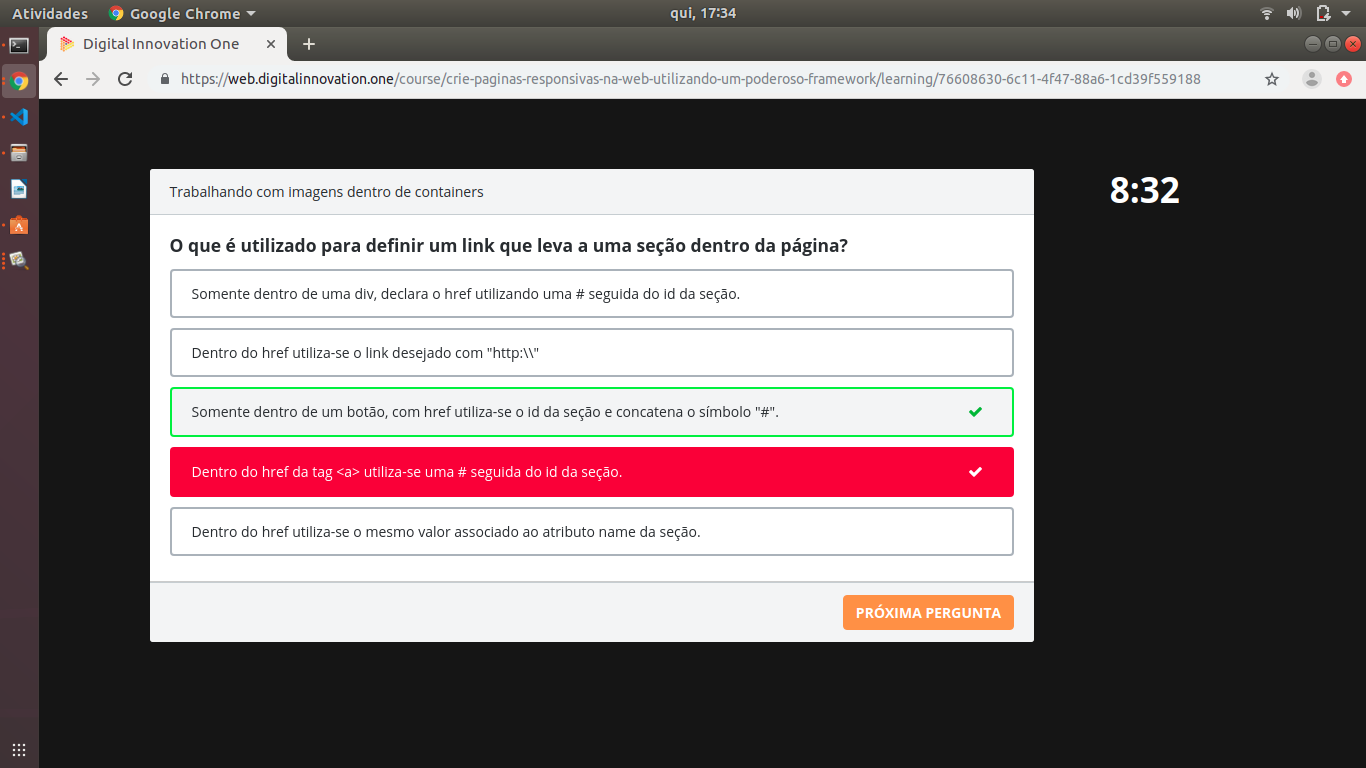 Atividades Google Chrome qui, 17:34
Digital Innovation One
https://web.digitalinnovation.one/course/crie-paginas-responsivas-na-web-utilizando-um-poderoso-framework/learning/76608630-6c11-4f47-88a6-1cd39f559188
Trabalhando com imagens dentro de containers
8:32
O que é utilizado para definir um link que leva a uma seção dentro da página?
Somente dentro de uma div, declara o href utilizando uma # seguida do id da seção.
Dentro do href utiliza-se o link desejado com "http:\\"
Somente dentro de um botão, com href utiliza-se o id da seção e concatena o símbolo "#".
Dentro do href da tag <a> utiliza-se uma # seguida do id da seção.
Dentro do href utiliza-se o mesmo valor associado ao atributo name da seção.
PRÓXIMA PERGUNTA